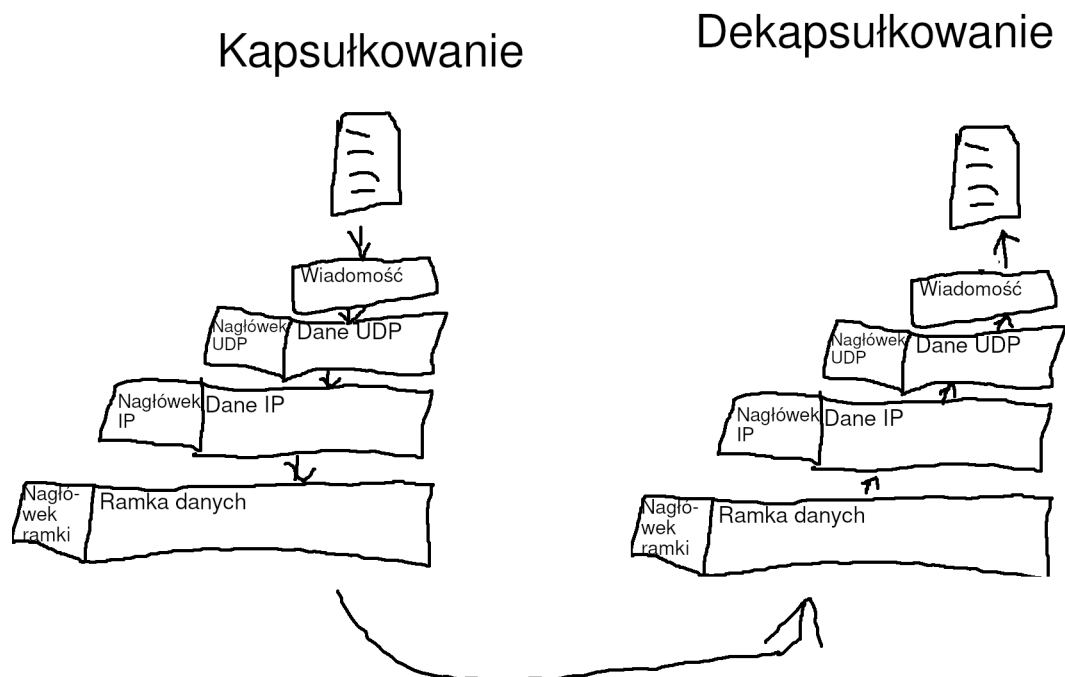 Kapsułkowanie
Wiadomość
Nagłówek
UDP
Dane UDP
Nagłówek
IP
Dane IP
Nagłó-
wek
ramki
Ramka danych
Dekapsułkowanie
Wiadomość
Nagłówek
UDP
Dane UDP
Nagłówek
IP
Dane IP
Nagłó-
wek
ramki
Ramka danych